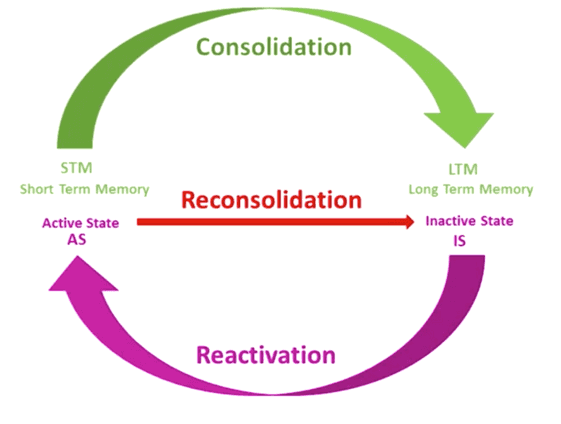 Consolidation
STM
Short Term Memory
LTM
Long Term Memory
Reconsolidation
Active State
AS
Inactive State
IS
Reactivation